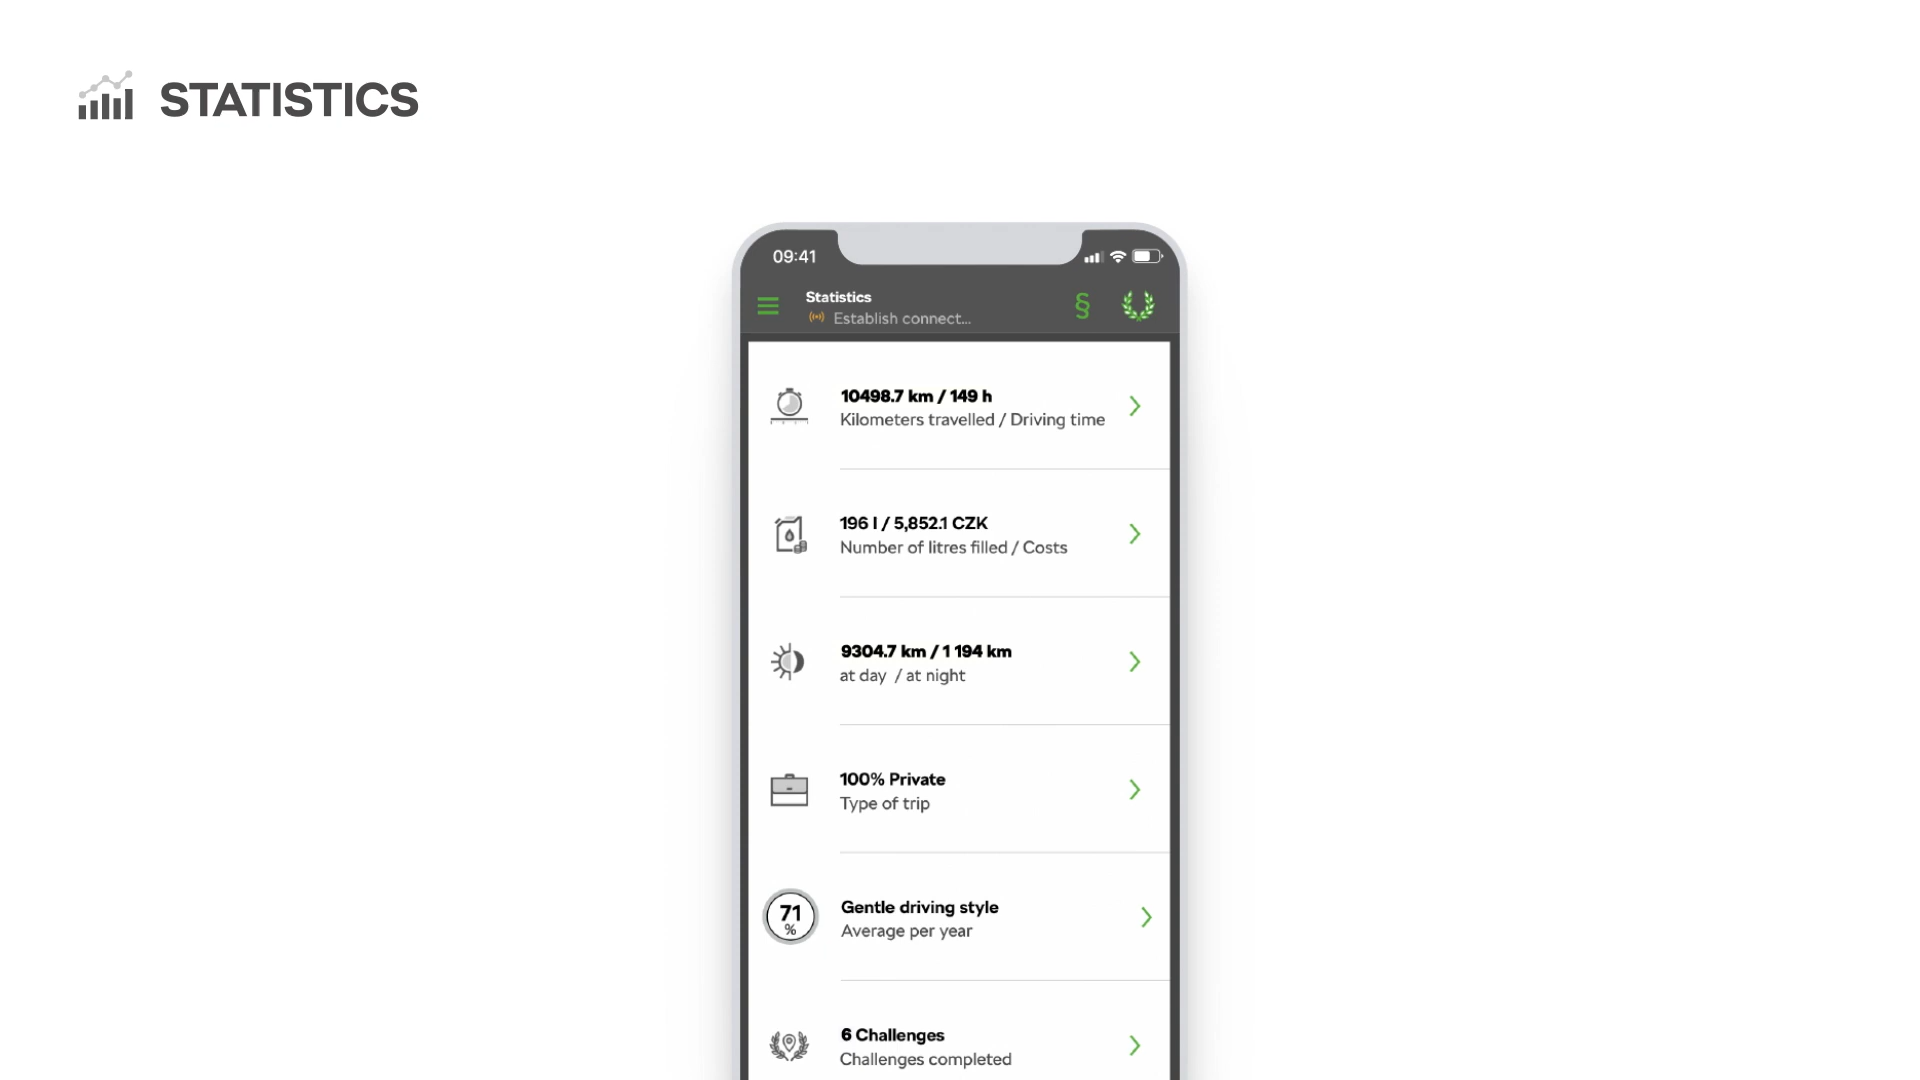 STATISTICS
09:41
Statistics
Establish connect...
§
10498.7 km / 149 h
Kilometers travelled / Driving time
196 l / 5,852.1 CZK
Number of litres filled / Costs
9304.7 km / 1 194 km
at day / at night
100% Private
Type of trip
71
%
Gentle driving style
Average per year
6 Challenges
Challenges completed